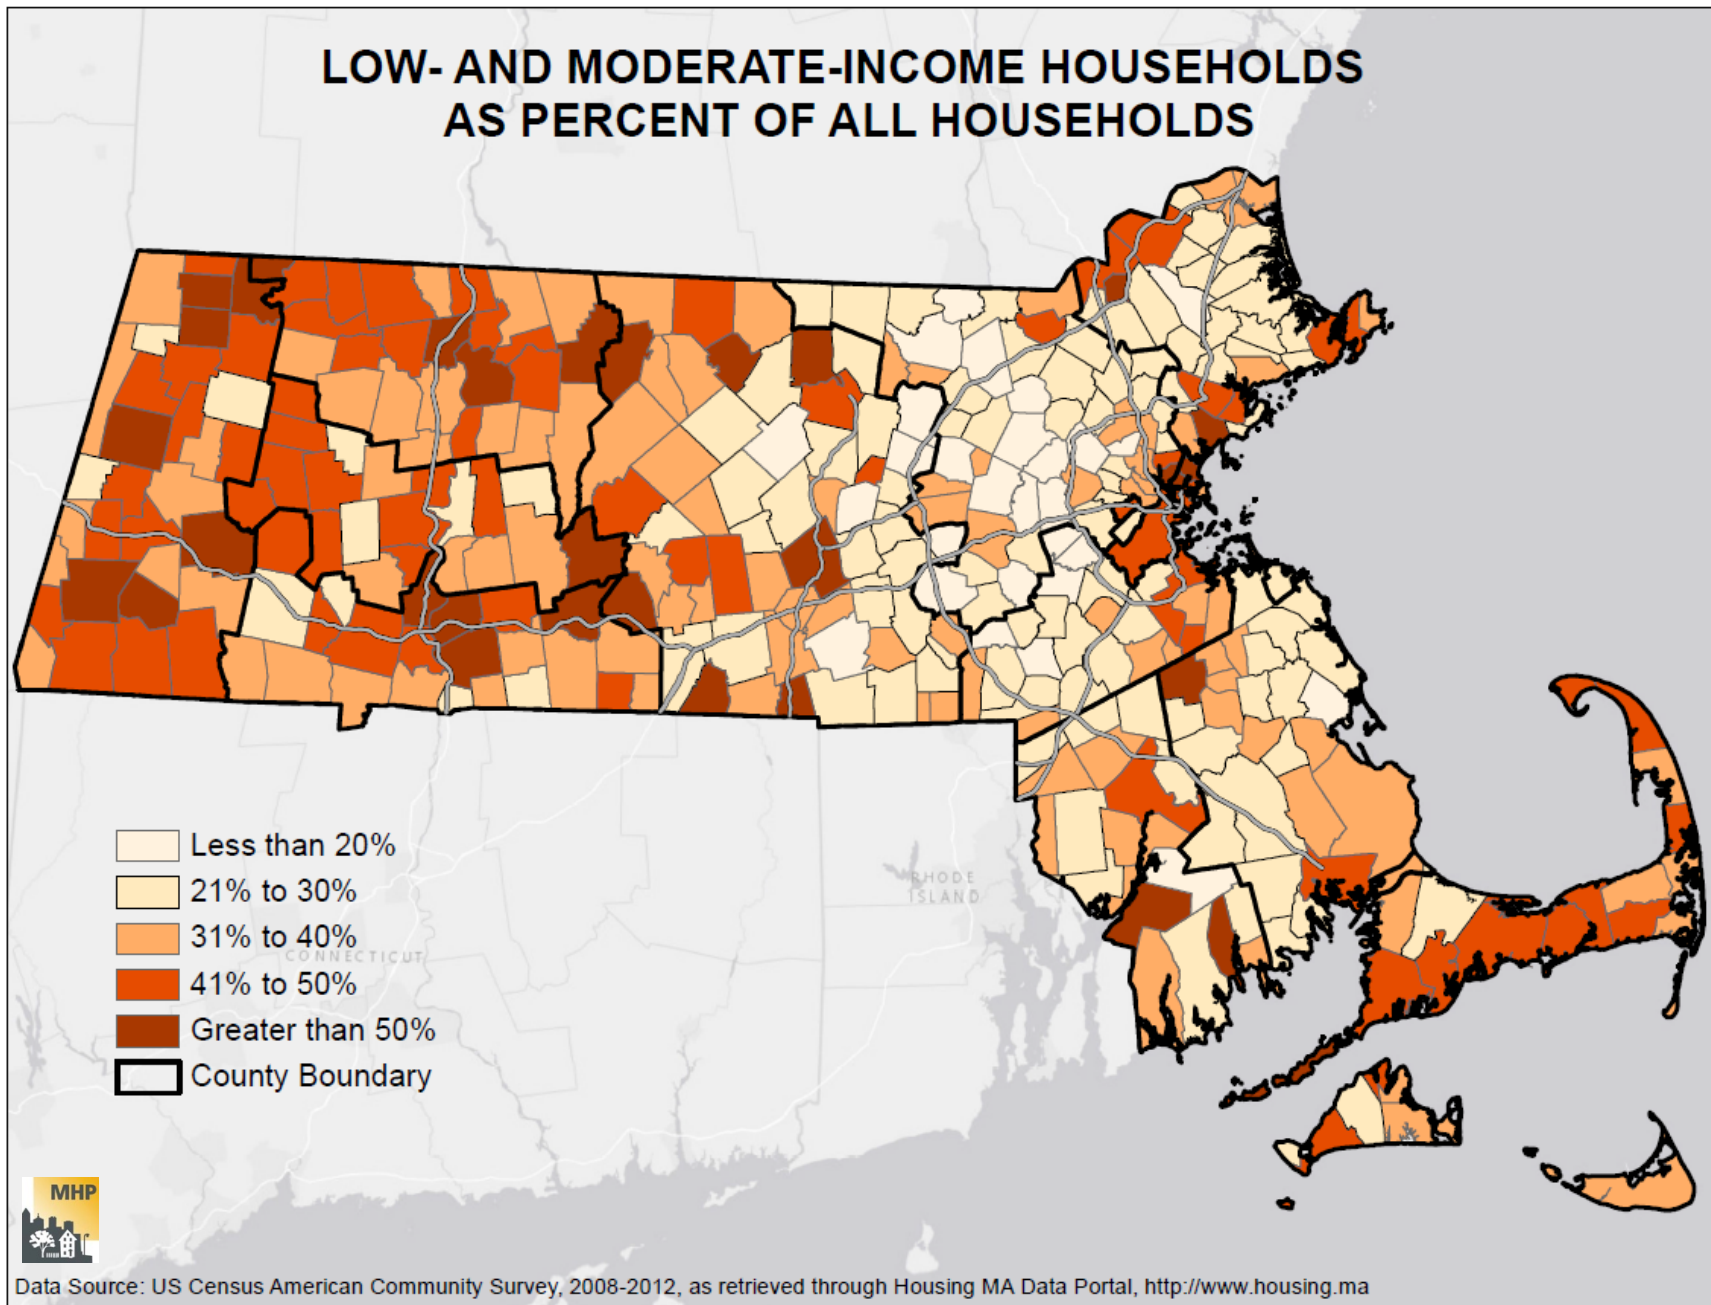 LOW- AND MODERATE-INCOME HOUSEHOLDS
AS PERCENT OF ALL HOUSEHOLDS
Less than 20%
21% to 30%
31% to 40%
41% to 50%
Greater than 50%
County Boundary
RHODE
ISLAND
CONNECTICUT
MHP
Data Source: US Census American Community Survey, 2008-2012, as retrieved through Housing MA Data Portal, http://www.housing.ma